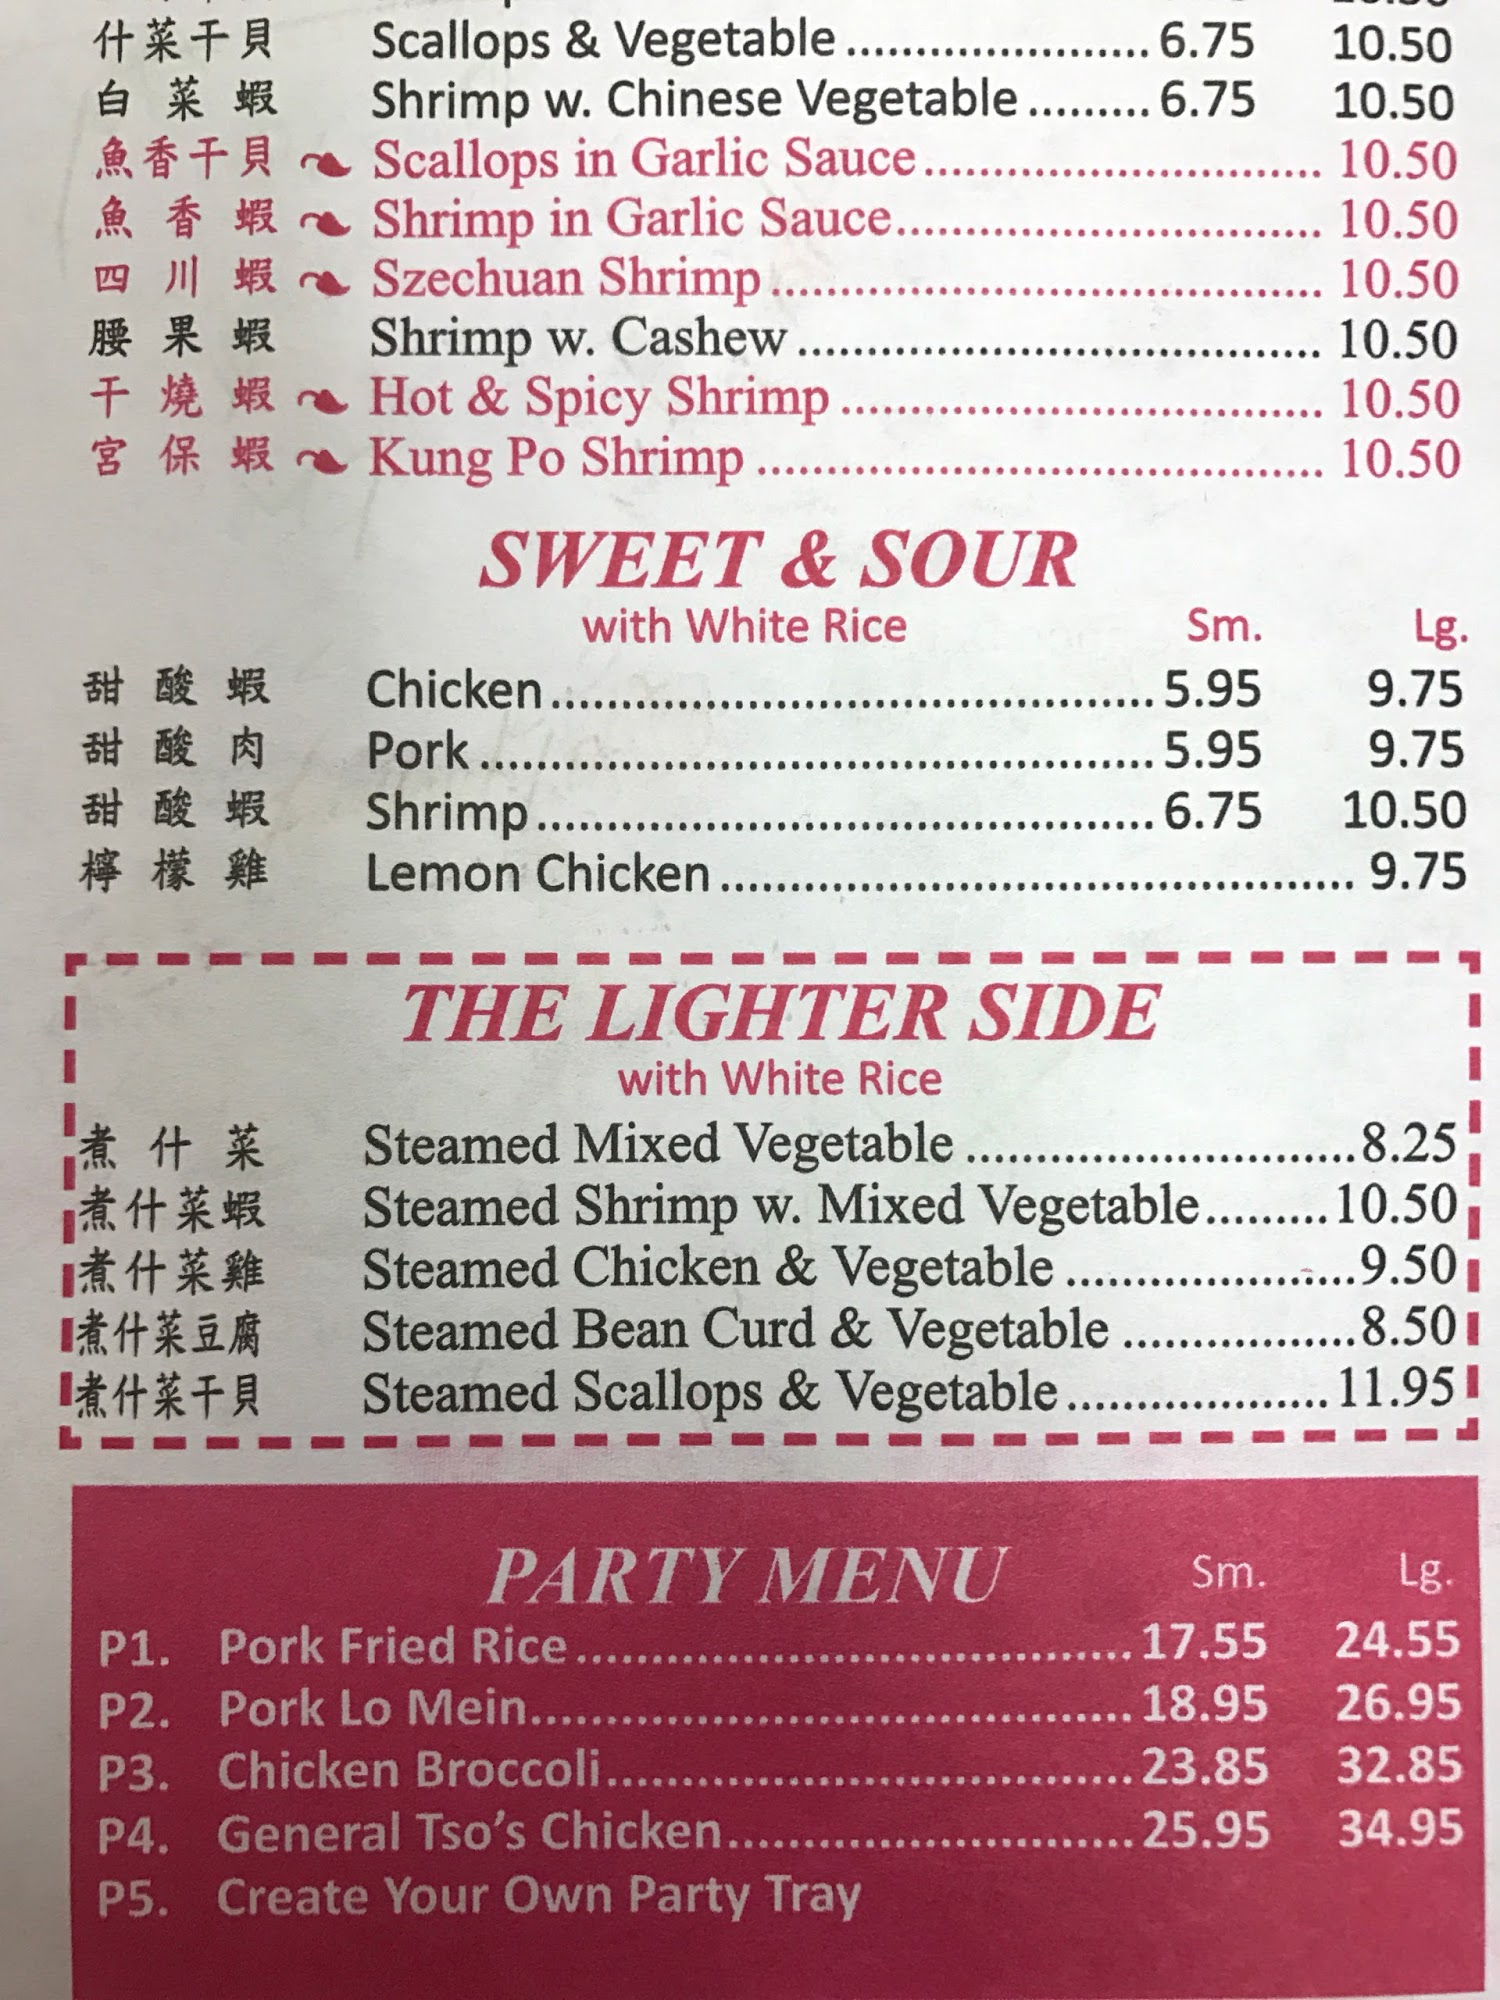 什菜干貝 Scallops & Vegetable ...................... 6.75 10.50
白菜蝦 Shrimp w. Chinese Vegetable ......... 6.75 10.50
魚香干貝 Scallops in Garlic Sauce ............................. 10.50
魚香蝦 Shrimp in Garlic Sauce ............................... 10.50
四川蝦 Szechuan Shrimp ........................................ 10.50
腰果蝦 Shrimp w. Cashew ...................................... 10.50
干燒蝦 Hot & Spicy Shrimp ................................... 10.50
宮保蝦 Kung Po Shrimp ......................................... 10.50
SWEET & SOUR
with White Rice Sm. Lg.
甜酸蝦 Chicken ........................................... 5.95 9.75
甜酸肉 Pork ................................................ 5.95 9.75
甜酸蝦 Shrimp ............................................ 6.75 10.50
檸檬雞 Lemon Chicken ............................................. 9.75
THE LIGHTER SIDE
with White Rice
煮什菜 Steamed Mixed Vegetable ............................ 8.25
煮什菜蝦 Steamed Shrimp w. Mixed Vegetable ......... 10.50
煮什菜雞 Steamed Chicken & Vegetable ..................... 9.50
煮什菜豆腐 Steamed Bean Curd & Vegetable ................. 8.50
煮什菜干貝 Steamed Scallops & Vegetable ................... 11.95
PARTY MENU Sm. Lg.
P1. Pork Fried Rice ........................................ 17.55 24.55
P2. Pork Lo Mein ........................................... 18.95 26.95
P3. Chicken Broccoli ...................................... 23.85 32.85
P4. General Tso's Chicken ............................. 25.95 34.95
P5. Create Your Own Party Tray